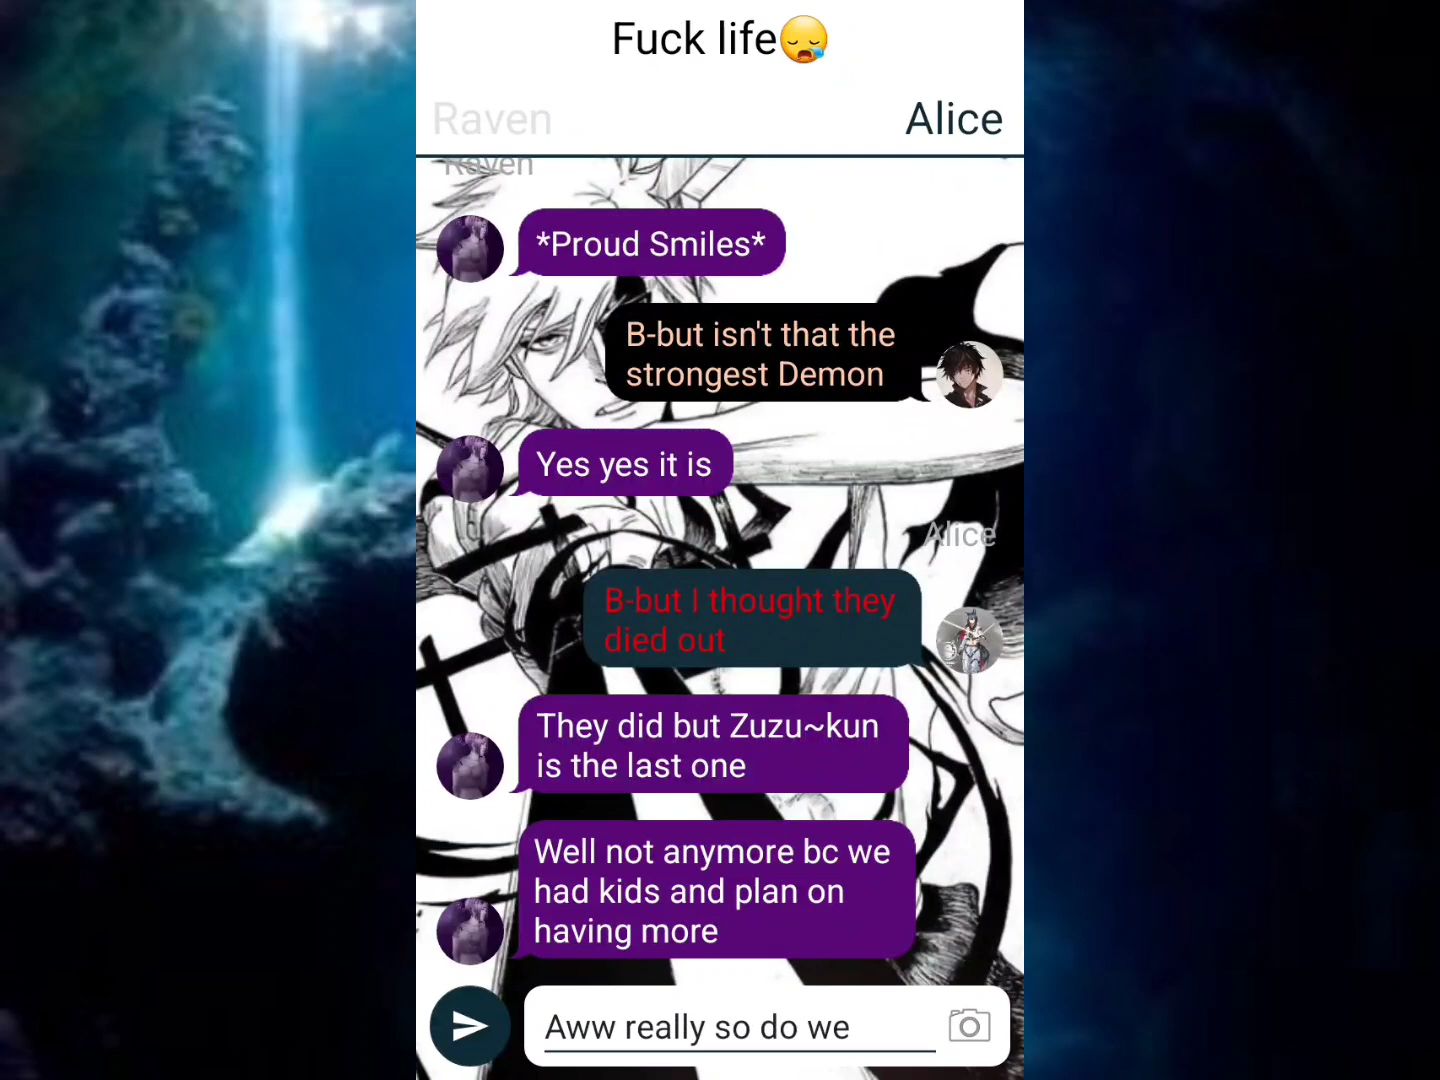 Fuck life😪
Raven
Alice
Raven
*Proud Smiles*
B-but isn't that the
strongest Demon
Yes yes it is
Alice
B-but I thought they
died out
They did but Zuzu~kun
is the last one
Well not anymore bc we
had kids and plan on
having more
Aww really so do we